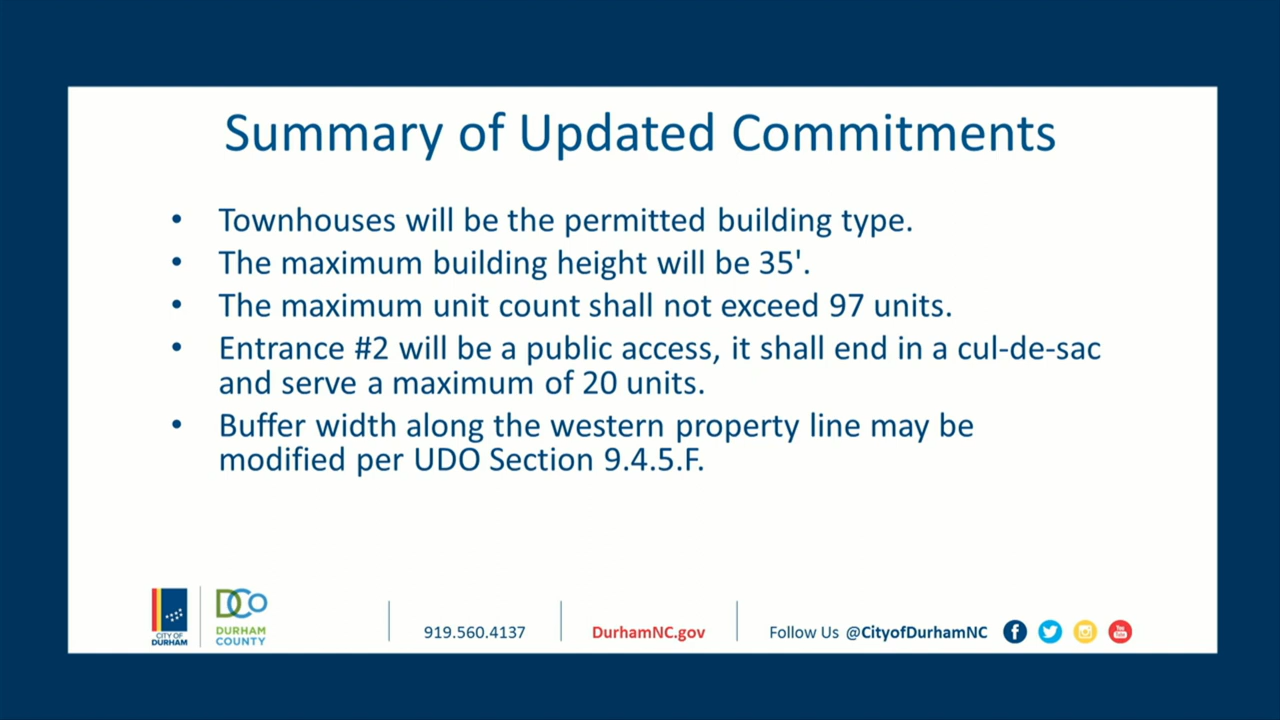 Summary of Updated Commitments
• Townhouses will be the permitted building type.
• The maximum building height will be 35'.
• The maximum unit count shall not exceed 97 units.
• Entrance #2 will be a public access, it shall end in a cul-de-sac
and serve a maximum of 20 units.
• Buffer width along the western property line may be
modified per UDO Section 9.4.5.F.
CITY OF
DURHAM
DCo
DURHAM
COUNTY
919.560.4137
DurhamNC.gov
Follow Us @CityofDurhamNC
You
Tube